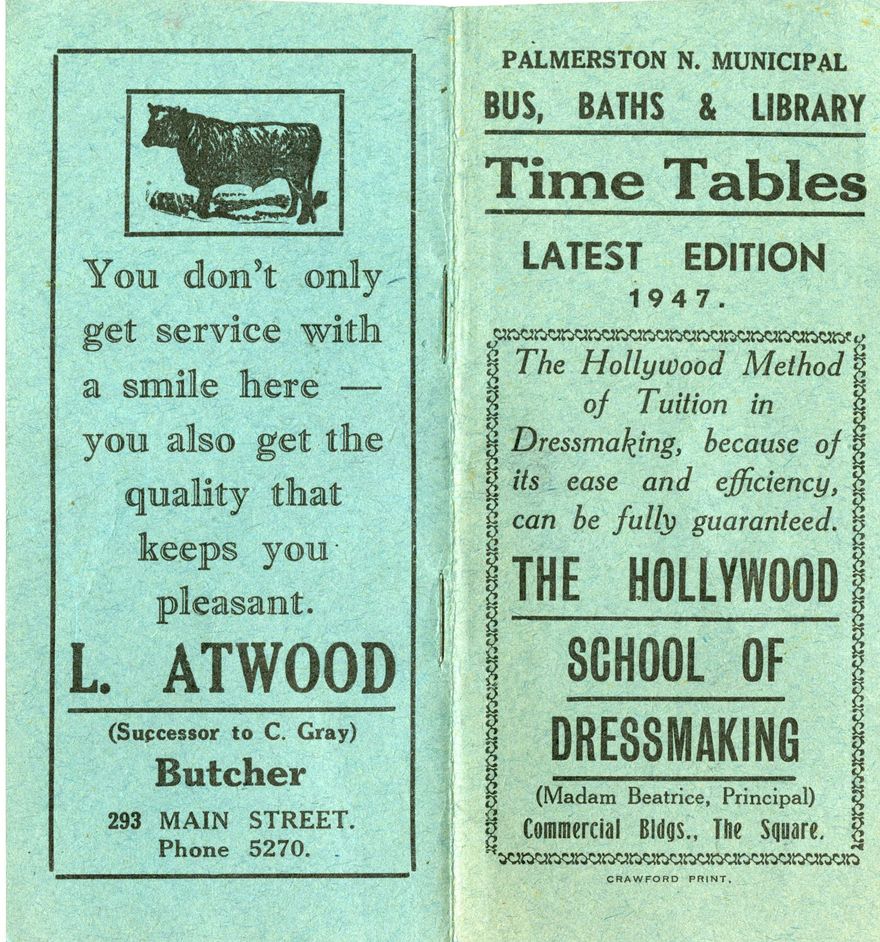 You don't only
get service with
a smile here —
you also get the
quality that
keeps you
pleasant.
L. ATWOOD
(Successor to C. Gray)
Butcher
293 MAIN STREET.
Phone 5270.
PALMERSTON N. MUNICIPAL
BUS, BATHS & LIBRARY
Time Tables
LATEST EDITION
1947.
The Hollywood Method
of Tuition in
Dressmaking, because of
its ease and efficiency,
can be fully guaranteed.
THE HOLLYWOOD
SCHOOL OF
DRESSMAKING
(Madam Beatrice, Principal)
Commercial Bldgs., The Square.
CRAWFORD PRINT.